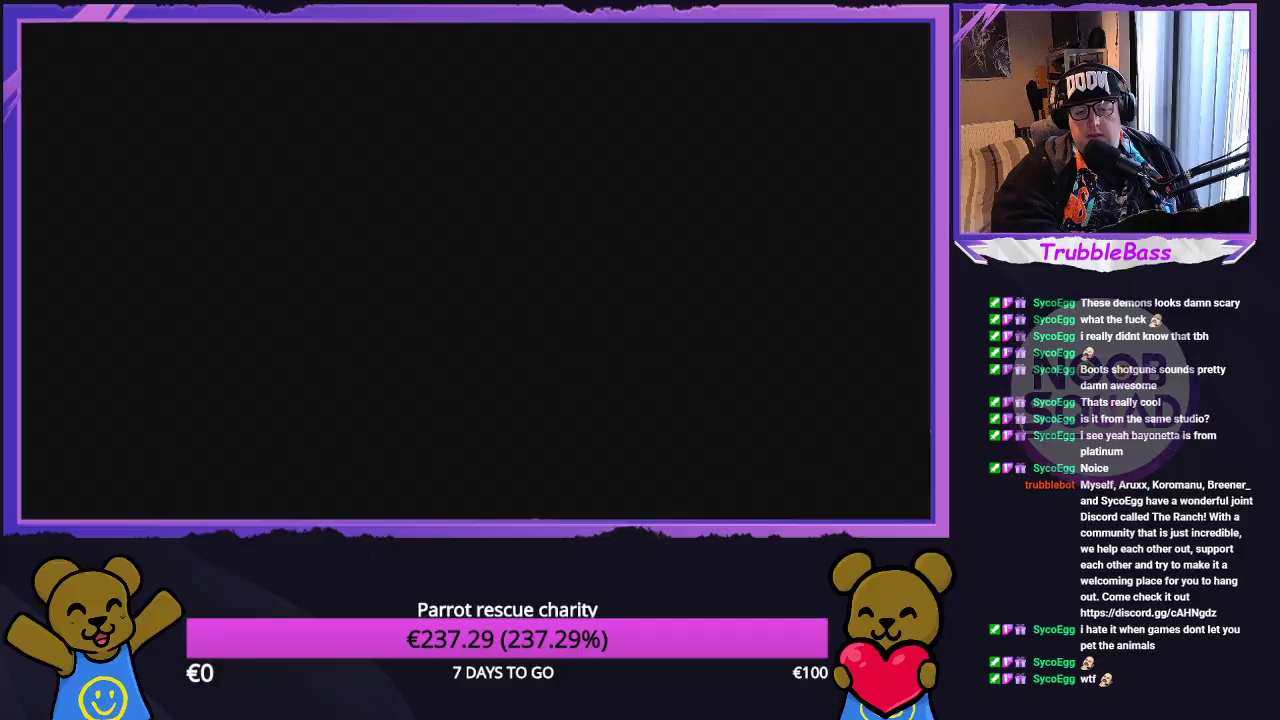 DOOM
TrubbleBass
SycoEgg These demons looks damn scary
SycoEgg what the fuck
SycoEgg i really didnt know that tbh
SycoEgg
SycoEgg Boots shotguns sounds pretty
damn awesome
SycoEgg Thats really cool
SycoEgg is it from the same studio?
SycoEgg i see yeah bayonetta is from
platinum
SycoEgg Noice
trubblebot Myself, Aruxx, Koromanu, Breener_
and SycoEgg have a wonderful joint
Discord called The Ranch! With a
community that is just incredible,
we help each other out, support
each other and try to make it a
welcoming place for you to hang
out. Come check it out
https://discord.gg/cAHNgdz
SycoEgg i hate it when games dont let you
pet the animals
SycoEgg
SycoEgg wtf
NOOB
SQUAD
Parrot rescue charity
€237.29 (237.29%)
€0 7 DAYS TO GO €100